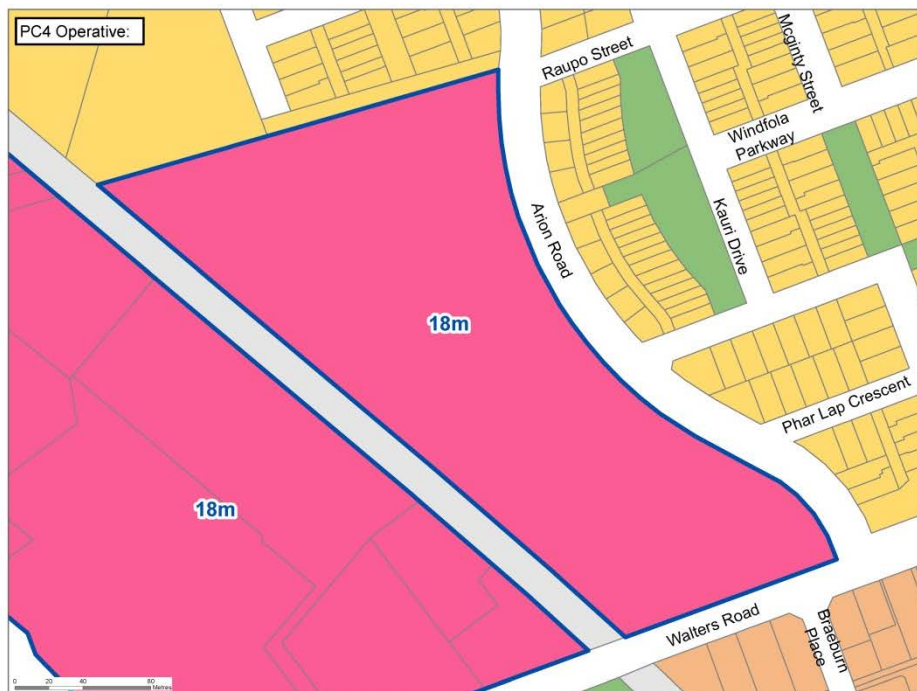 PC4 Operative:
Raupo Street
Mcginty Street
Windfola
Parkway
Arion Road
Kauri Drive
18m
Phar Lap Crescent
18m
Walters Road
Braeburn
Place
0 20 40 80
Metres